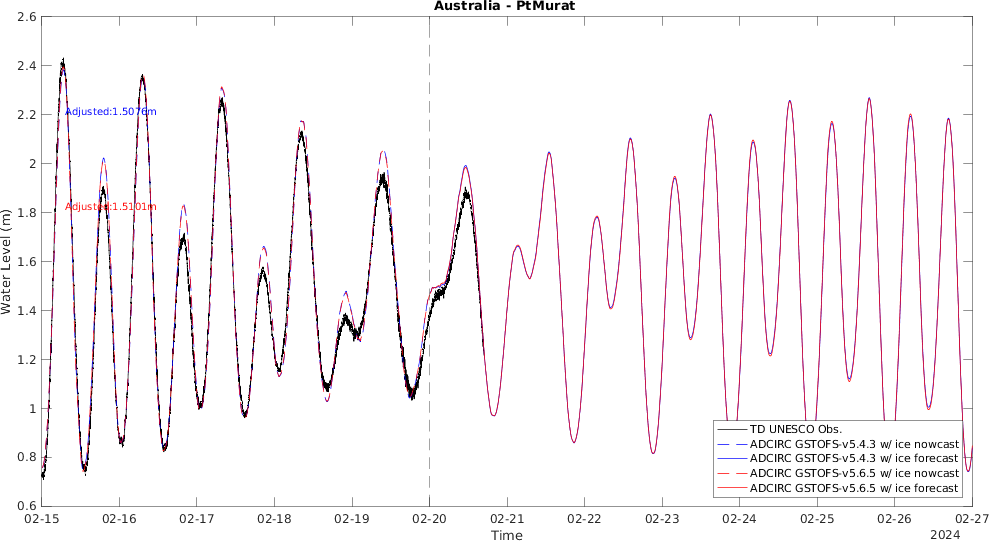 Australia - PtMurat
2.6
2.4
2.2
2
1.8
1.6
1.4
1.2
1
0.8
0.6
Water Level (m)
Adjusted:1.5076m
Adjusted:1.5101m
TD UNESCO Obs.
ADCIRC GSTOFS-v5.4.3 w/ ice nowcast
ADCIRC GSTOFS-v5.4.3 w/ ice forecast
ADCIRC GSTOFS-v5.6.5 w/ ice nowcast
ADCIRC GSTOFS-v5.6.5 w/ ice forecast
02-15 02-16 02-17 02-18 02-19 02-20 02-21 02-22 02-23 02-24 02-25 02-26 02-27
Time
2024